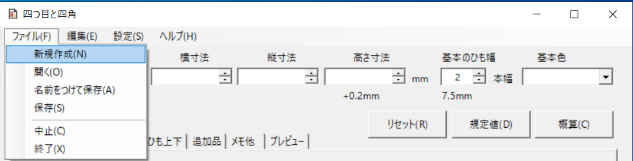 四つ目と四角
ファイル(F) 編集(E) 設定(S) ヘルプ(H)
新規作成(N)
開く(O)
名前をつけて保存(A)
保存(S)
中止(C)
終了(X)
横寸法 縦寸法 高さ寸法 基本のひも幅 基本色
mm 2 本幅
+0.2mm 7.5mm
リセット(R) 規定値(D) 概算(C)
ひも上下 追加品 メモ他 プレビュー